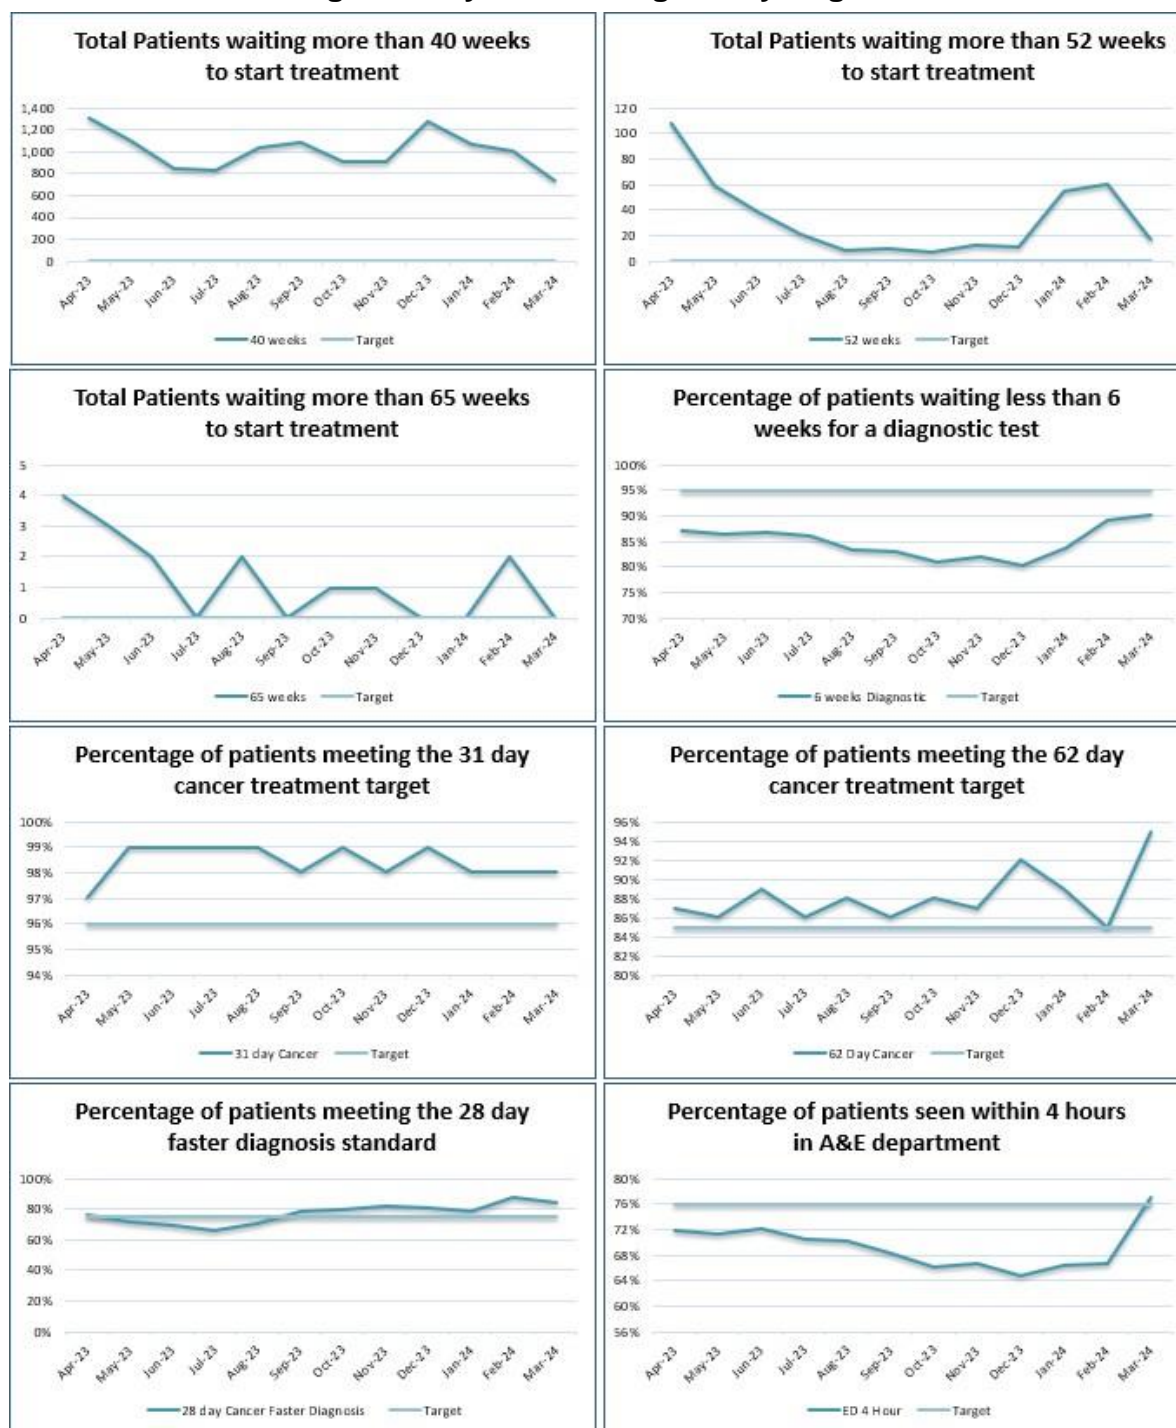 Total Patients waiting more than 40 weeks
to start treatment
1,400
1,200
1,000
800
600
400
200
0
Apr-23 May-23 Jun-23 Jul-23 Aug-23 Sep-23 Oct-23 Nov-23 Dec-23 Jan-24 Feb-24 Mar-24
40 weeks Target
Total Patients waiting more than 52 weeks
to start treatment
120
100
80
60
40
20
0
Apr-23 May-23 Jun-23 Jul-23 Aug-23 Sep-23 Oct-23 Nov-23 Dec-23 Jan-24 Feb-24 Mar-24
52 weeks Target
Total Patients waiting more than 65 weeks
to start treatment
5
4
3
2
1
0
Apr-23 May-23 Jun-23 Jul-23 Aug-23 Sep-23 Oct-23 Nov-23 Dec-23 Jan-24 Feb-24 Mar-24
65 weeks Target
Percentage of patients waiting less than 6
weeks for a diagnostic test
100%
95%
90%
85%
80%
75%
70%
Apr-23 May-23 Jun-23 Jul-23 Aug-23 Sep-23 Oct-23 Nov-23 Dec-23 Jan-24 Feb-24 Mar-24
6 weeks Diagnostic Target
Percentage of patients meeting the 31 day
cancer treatment target
100%
99%
98%
97%
96%
95%
94%
Apr-23 May-23 Jun-23 Jul-23 Aug-23 Sep-23 Oct-23 Nov-23 Dec-23 Jan-24 Feb-24 Mar-24
31 day Cancer Target
Percentage of patients meeting the 62 day
cancer treatment target
96%
94%
92%
90%
88%
86%
84%
82%
80%
Apr-23 May-23 Jun-23 Jul-23 Aug-23 Sep-23 Oct-23 Nov-23 Dec-23 Jan-24 Feb-24 Mar-24
62 Day Cancer Target
Percentage of patients meeting the 28 day
faster diagnosis standard
100%
80%
60%
40%
20%
0%
Apr-23 May-23 Jun-23 Jul-23 Aug-23 Sep-23 Oct-23 Nov-23 Dec-23 Jan-24 Feb-24 Mar-24
28 day Cancer Faster Diagnosis Target
Percentage of patients seen within 4 hours
in A&E department
80%
76%
72%
68%
64%
60%
56%
Apr-23 May-23 Jun-23 Jul-23 Aug-23 Sep-23 Oct-23 Nov-23 Dec-23 Jan-24 Feb-24 Mar-24
ED 4 Hour Target